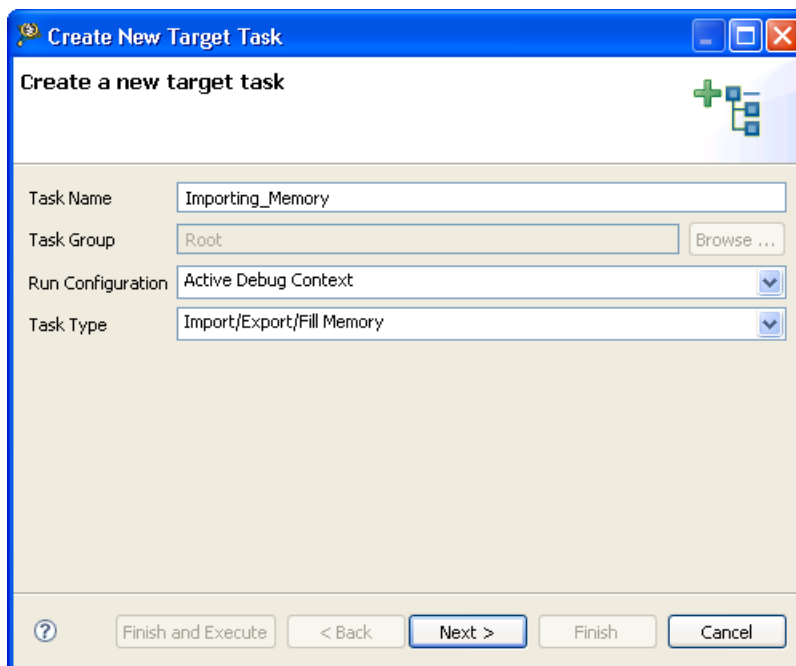 Create New Target Task
Create a new target task
Task Name Importing_Memory
Task Group Root Browse ...
Run Configuration Active Debug Context
Task Type Import/Export/Fill Memory
? Finish and Execute < Back Next > Finish Cancel